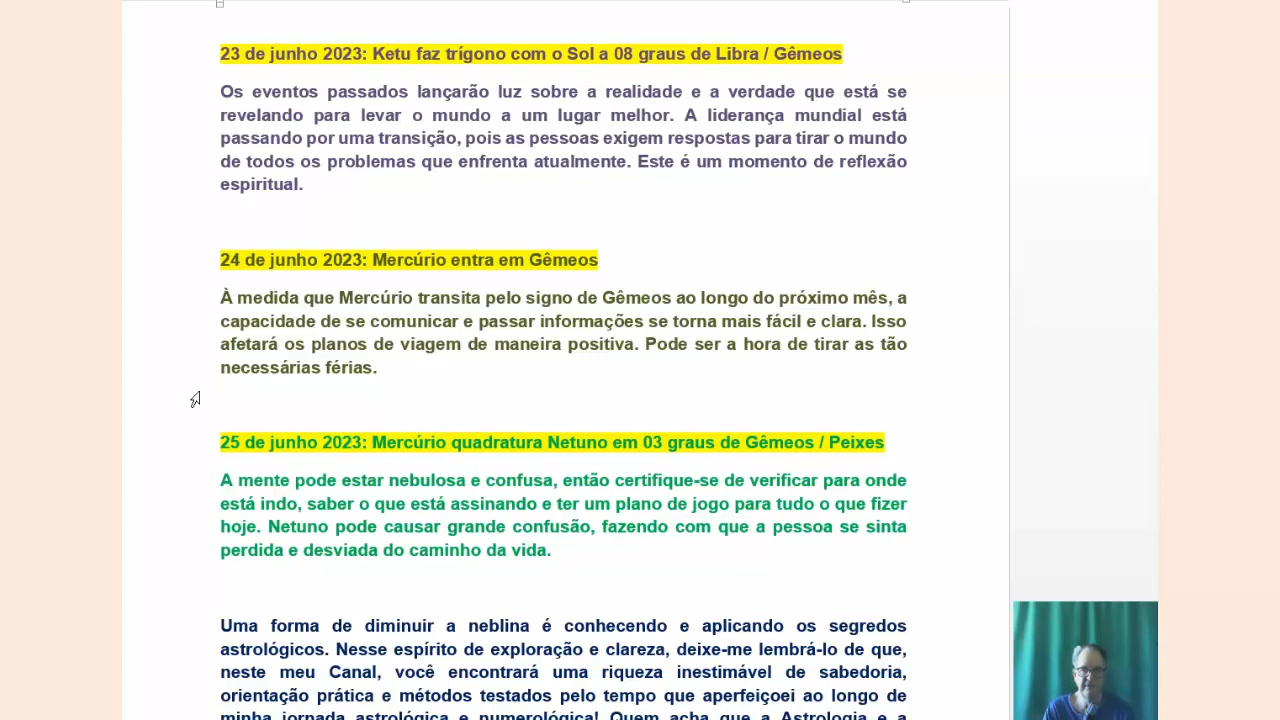 23 de junho 2023: Ketu faz trígono com o Sol a 08 graus de Libra / Gêmeos
Os eventos passados lançarão luz sobre a realidade e a verdade que está se
revelando para levar o mundo a um lugar melhor. A liderança mundial está
passando por uma transição, pois as pessoas exigem respostas para tirar o mundo
de todos os problemas que enfrenta atualmente. Este é um momento de reflexão
espiritual.
24 de junho 2023: Mercúrio entra em Gêmeos
À medida que Mercúrio transita pelo signo de Gêmeos ao longo do próximo mês, a
capacidade de se comunicar e passar informações se torna mais fácil e clara. Isso
afetará os planos de viagem de maneira positiva. Pode ser a hora de tirar as tão
necessárias férias.
25 de junho 2023: Mercúrio quadratura Netuno em 03 graus de Gêmeos / Peixes
A mente pode estar nebulosa e confusa, então certifique-se de verificar para onde
está indo, saber o que está assinando e ter um plano de jogo para tudo o que fizer
hoje. Netuno pode causar grande confusão, fazendo com que a pessoa se sinta
perdida e desviada do caminho da vida.
Uma forma de diminuir a neblina é conhecendo e aplicando os segredos
astrológicos. Nesse espírito de exploração e clareza, deixe-me lembrá-lo de que,
neste meu Canal, você encontrará uma riqueza inestimável de sabedoria,
orientação prática e métodos testados pelo tempo que aperfeiçoei ao longo de
minha jornada astrológica e numerológica! Quem acha que a Astrologia e a